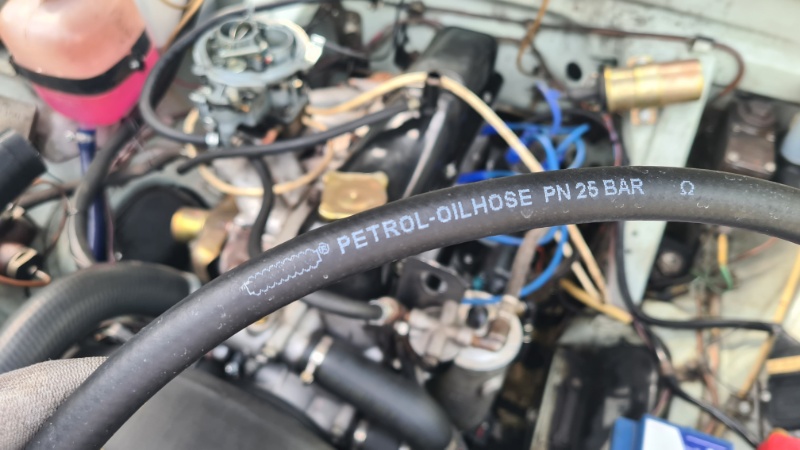 ® PETROL-OILHOSE PN 25 BAR Ω